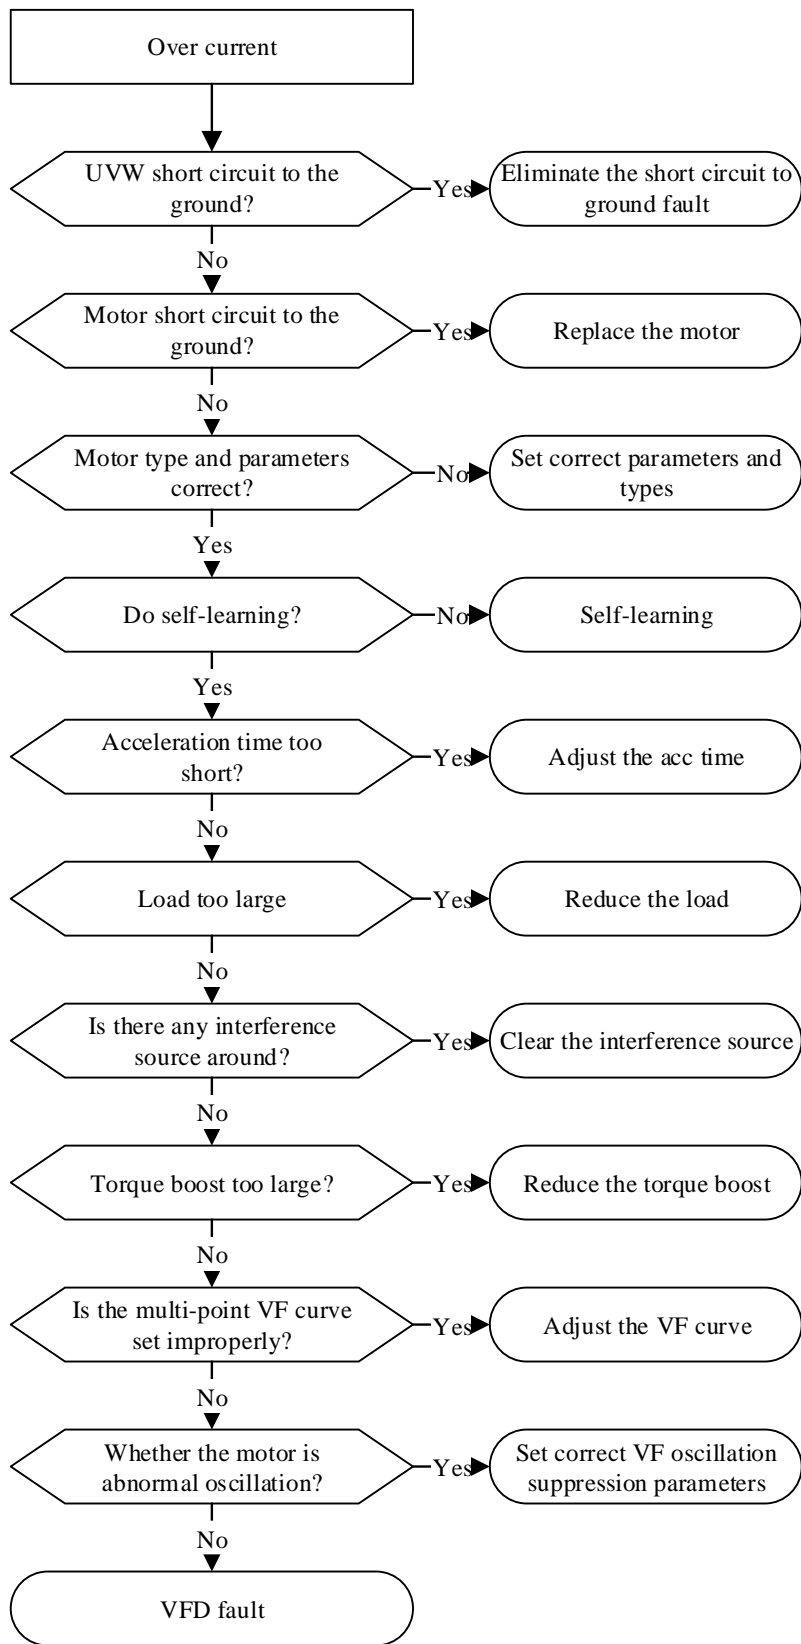 Over current
UVW short circuit to the
ground?
Yes
Eliminate the short circuit to
ground fault
No
Motor short circuit to the
ground?
Yes
Replace the motor
No
Motor type and parameters
correct?
No
Set correct parameters and
types
Yes
Do self-learning?
No
Self-learning
Yes
Acceleration time too
short?
Yes
Adjust the acc time
No
Load too large
Yes
Reduce the load
No
Is there any interference
source around?
Yes
Clear the interference source
No
Torque boost too large?
Yes
Reduce the torque boost
No
Is the multi-point VF curve
set improperly?
Yes
Adjust the VF curve
No
Whether the motor is
abnormal oscillation?
Yes
Set correct VF oscillation
suppression parameters
No
VFD fault